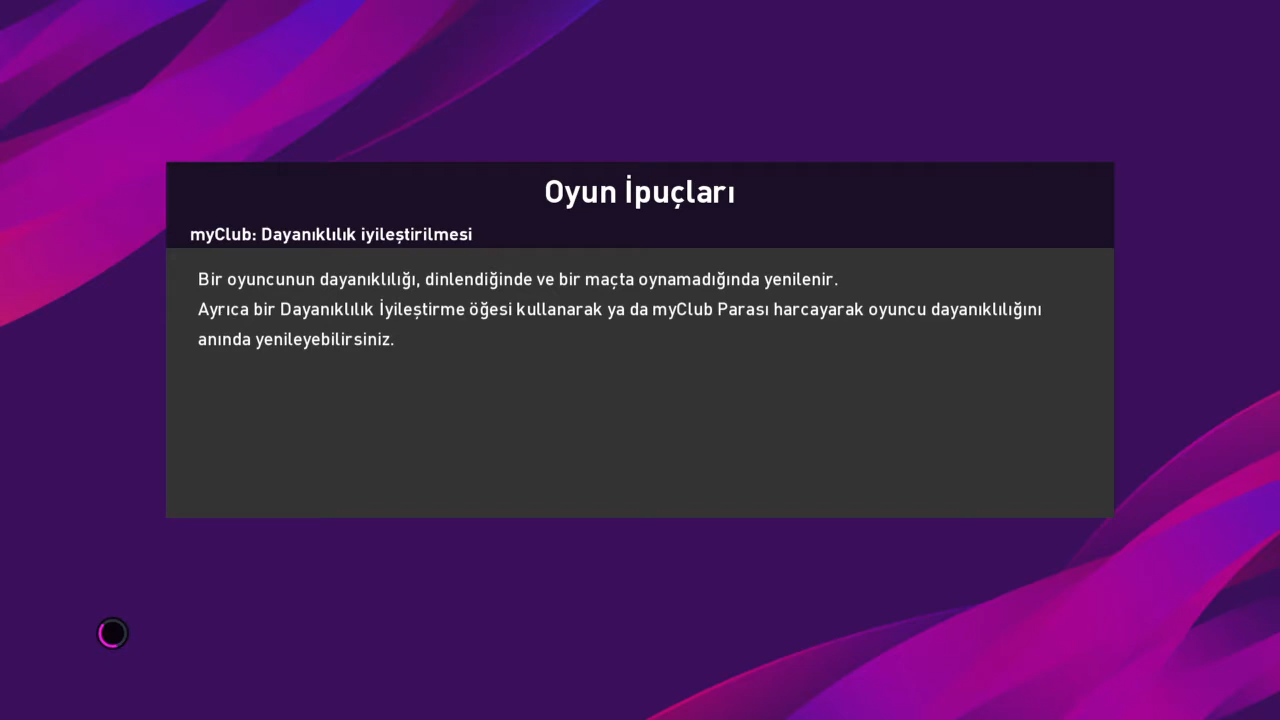 Oyun İpuçları
myClub: Dayanıklılık iyileştirilmesi
Bir oyuncunun dayanıklılığı, dinlendiğinde ve bir maçta oynamadığında yenilenir.
Ayrıca bir Dayanıklılık İyileştirme öğesi kullanarak ya da myClub Parası harcayarak oyuncu dayanıklılığını
anında yenileyebilirsiniz.